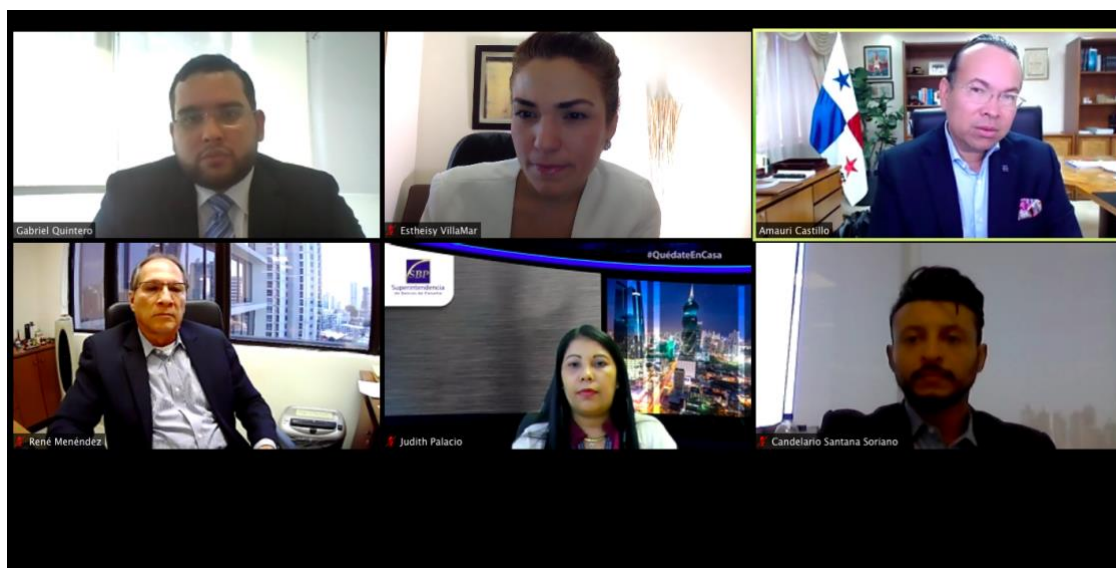 Gabriel Quintero
Estheisy VillaMar
Amauri Castillo
#QuédateEnCasa
SBP
Superintendencia
de Bancos de Panamá
René Menéndez
Judith Palacio
Candelario Santana Soriano